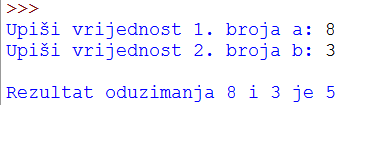 >>>
Upiši vrijednost 1. broja a: 8
Upiši vrijednost 2. broja b: 3
Rezultat oduzimanja 8 i 3 je 5